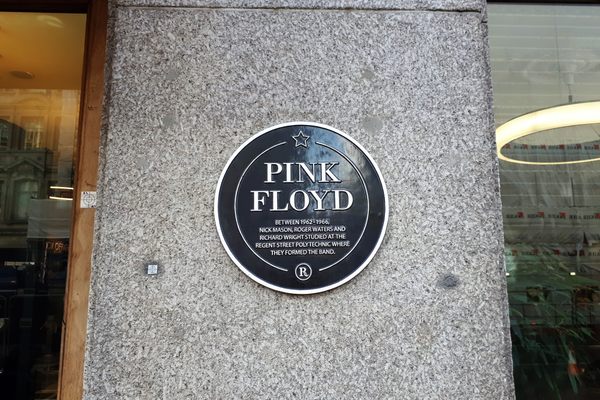 PINK
FLOYD
BETWEEN 1962-1966,
NICK MASON, ROGER WATERS AND
RICHARD WRIGHT STUDIED AT THE
REGENT STREET POLYTECHNIC WHERE
THEY FORMED THE BAND.
R